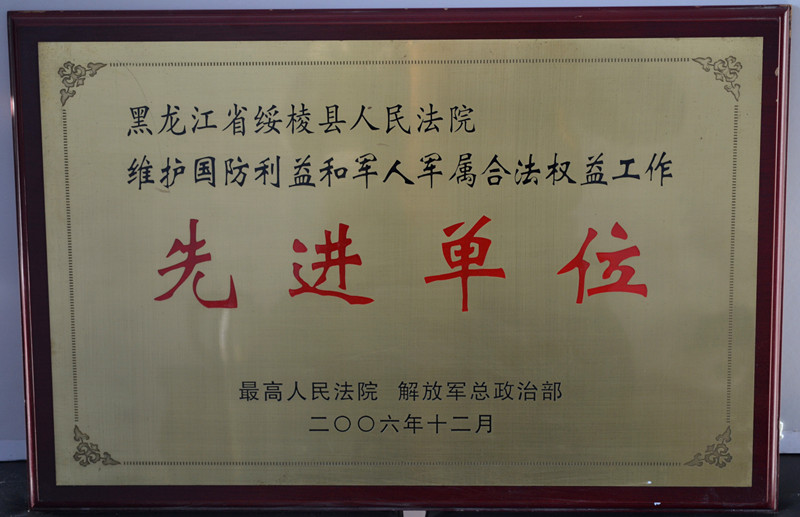 黑龙江省绥棱县人民法院
维护国防利益和军人军属合法权益工作
先进单位
最高人民法院 解放军总政治部
二〇〇六年十二月